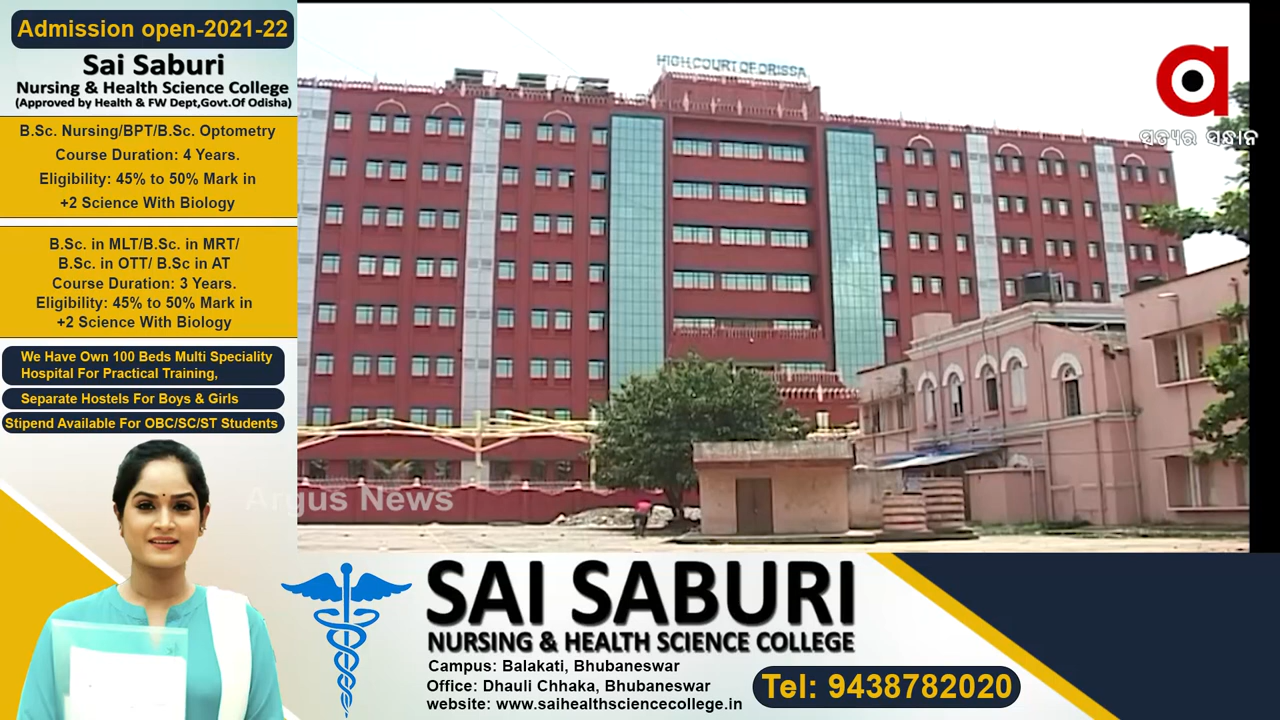 Admission open-2021-22
Sai Saburi
Nursing & Health Science College
(Approved by Health & FW Dept,Govt.Of Odisha)
B.Sc. Nursing/BPT/B.Sc. Optometry
Course Duration: 4 Years.
Eligibility: 45% to 50% Mark in
+2 Science With Biology
B.Sc. in MLT/B.Sc. in MRT/
B.Sc. in OTT/ B.Sc in AT
Course Duration: 3 Years.
Eligibility: 45% to 50% Mark in
+2 Science With Biology
We Have Own 100 Beds Multi Speciality
Hospital For Practical Training,
Separate Hostels For Boys & Girls
Stipend Available For OBC/SC/ST Students
HIGH COURT OF ORISSA
a
ସତ୍ୟର ସନ୍ଧାନ
Argus News
SAI SABURI
NURSING & HEALTH SCIENCE COLLEGE
Campus: Balakati, Bhubaneswar
Office: Dhauli Chhaka, Bhubaneswar
website: www.saihealthsciencecollege.in
Tel: 9438782020